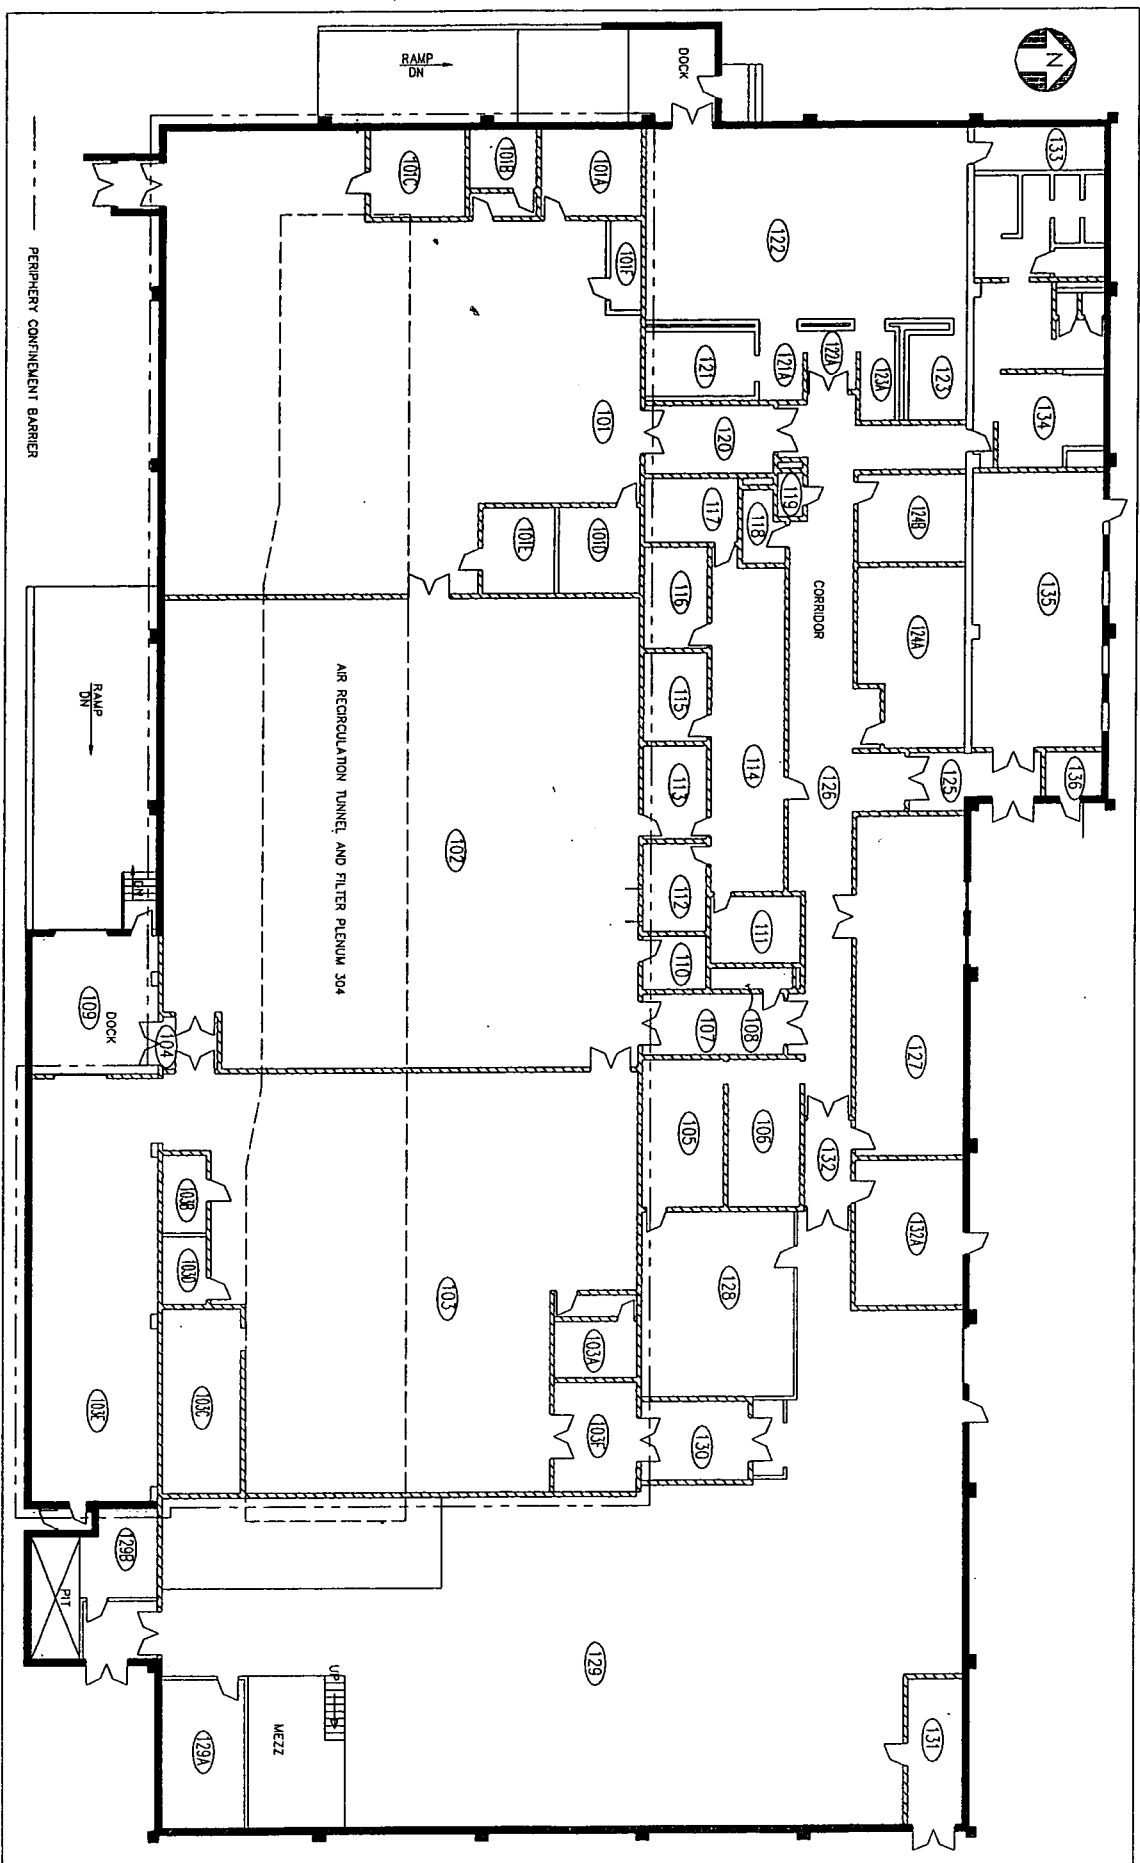 N
RAMP
DN
DOCK
133
101C
101B
101A
101F
122
121
121A
122A
123A
123
134
101
120
119
118
117
124B
101E
101D
116
CORRIDOR
124A
135
115
114
113
126
125
136
AIR RECIRCULATION TUNNEL AND FILTER PLENUM 304
102
112
111
110
107
108
127
RAMP
DN
DN
109
DOCK
104
105
106
132
132A
103B
103D
103
128
103A
103C
103E
103F
130
129B
PIT
129
129A
MEZZ
UP
131
PERIPHERY CONFINEMENT BARRIER